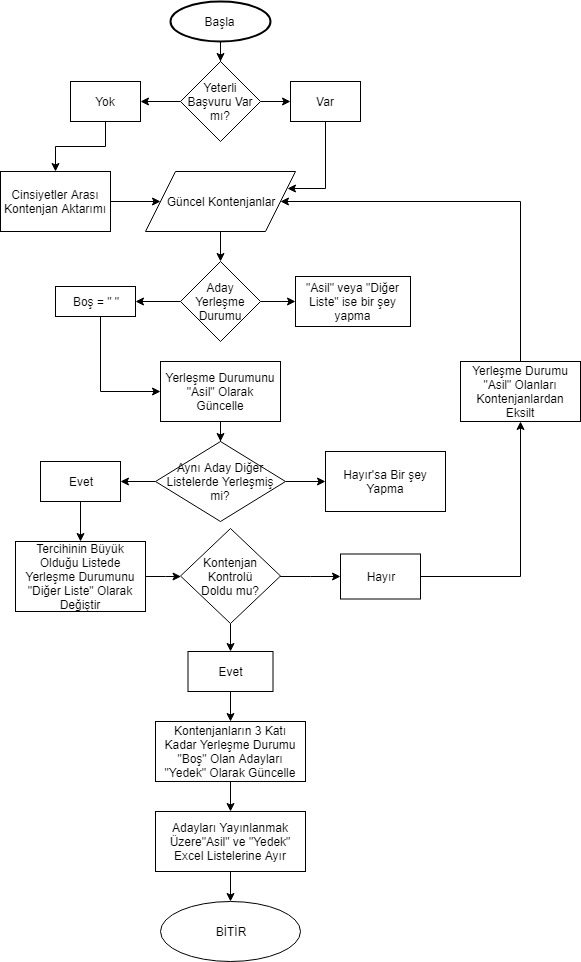 Başla
Yeterli
Başvuru Var
mı?
Yok
Var
Cinsiyetler Arası
Kontenjan Aktarımı
Güncel Kontenjanlar
Aday
Yerleşme
Durumu
Boş = " "
"Asil" veya "Diğer
Liste" ise bir şey
yapma
Yerleşme Durumunu
"Asil" Olarak
Güncelle
Yerleşme Durumu
"Asil" Olanları
Kontenjanlardan
Eksilt
Aynı Aday Diğer
Listelerde Yerleşmiş
mi?
Evet
Hayır'sa Bir şey
Yapma
Tercihinin Büyük
Olduğu Listede
Yerleşme Durumunu
"Diğer Liste" Olarak
Değiştir
Kontenjan
Kontrolü
Doldu mu?
Hayır
Evet
Kontenjanların 3 Katı
Kadar Yerleşme Durumu
"Boş" Olan Adayları
"Yedek" Olarak Güncelle
Adayları Yayınlanmak
Üzere"Asil" ve "Yedek"
Excel Listelerine Ayır
BİTİR